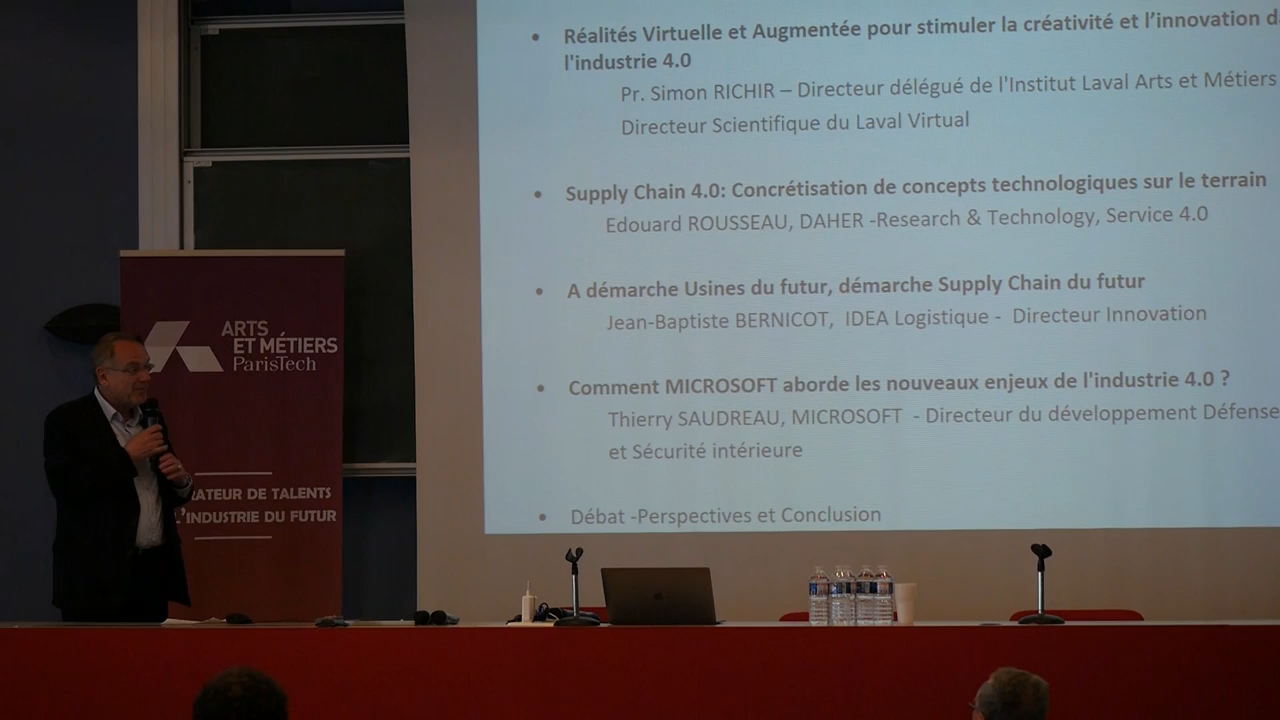 Réalités Virtuelle et Augmentée pour stimuler la créativité et l'innovation
l'industrie 4.0
Pr. Simon RICHIR – Directeur délégué de l'Institut Laval Arts et Métiers
Directeur Scientifique du Laval Virtual
Supply Chain 4.0: Concrétisation de concepts technologiques sur le terrain
Edouard ROUSSEAU, DAHER -Research & Technology, Service 4.0
A démarche Usines du futur, démarche Supply Chain du futur
Jean-Baptiste BERNICOT, IDEA Logistique - Directeur Innovation
Comment MICROSOFT aborde les nouveaux enjeux de l'industrie 4.0 ?
Thierry SAUDREAU, MICROSOFT - Directeur du développement Défense
et Sécurité intérieure
Débat -Perspectives et Conclusion
ARTS
ET MÉTIERS
ParisTech
DE TALENTS
L'INDUSTRIE DU FUTUR